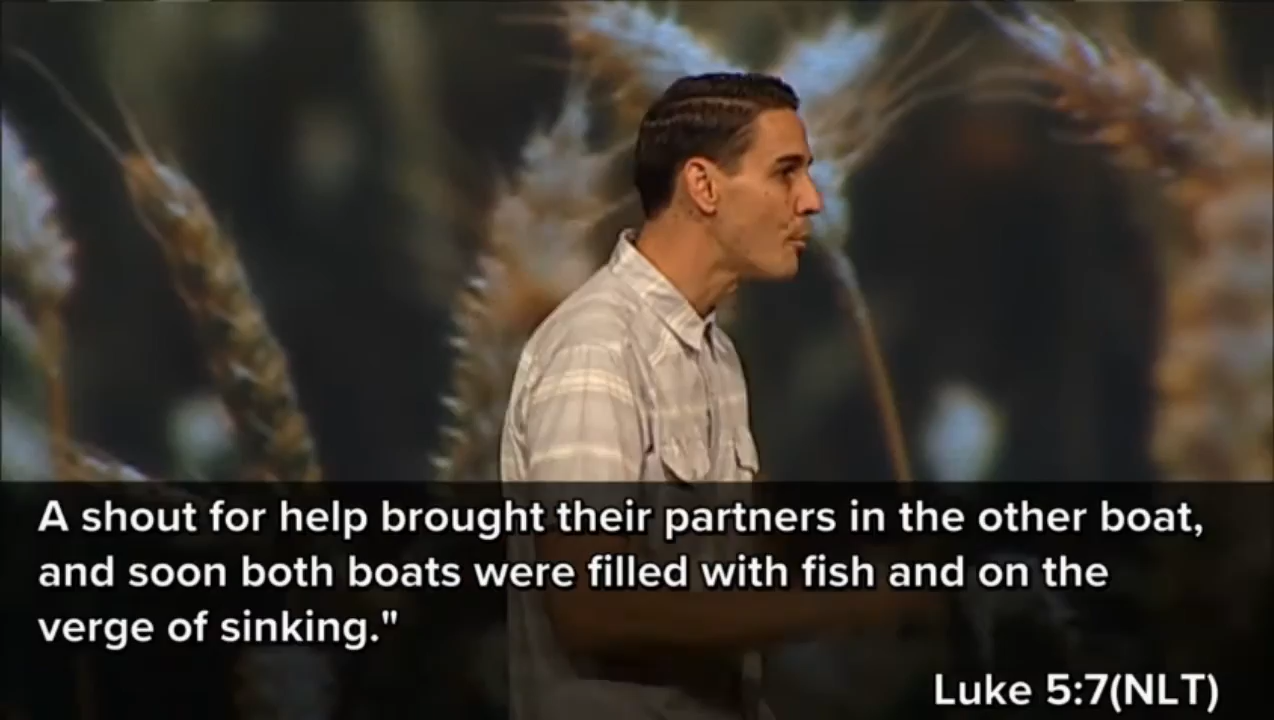 A shout for help brought their partners in the other boat,
and soon both boats were filled with fish and on the
verge of sinking."
Luke 5:7(NLT)